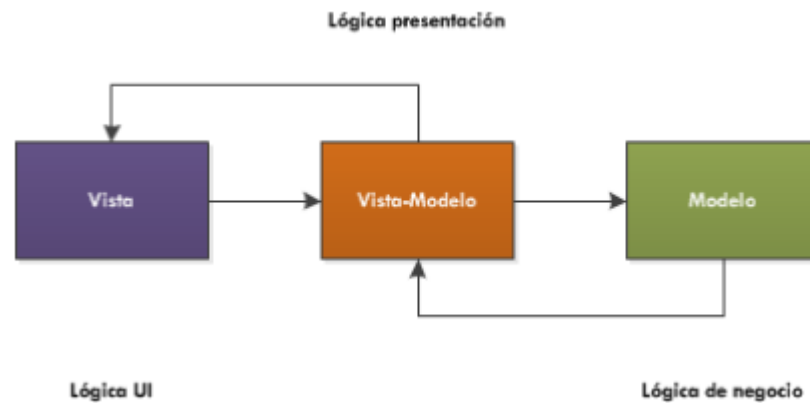 Lógica presentación
Vista
Vista-Modelo
Modelo
Lógica UI
Lógica de negocio